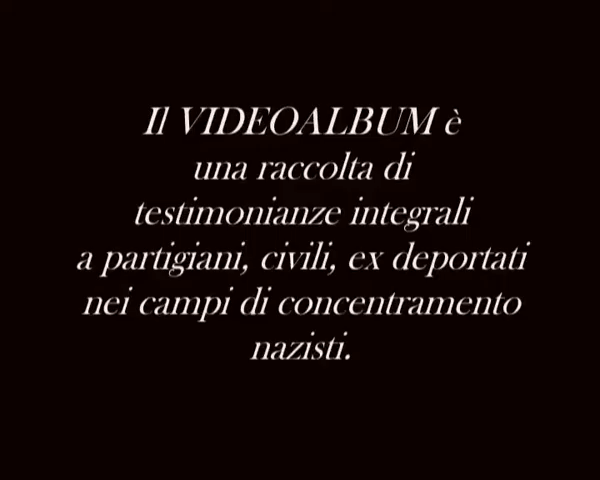 Il VIDEOALBUM è
una raccolta di
testimonianze integrali
a partigiani, civili, ex deportati
nei campi di concentramento
nazisti.